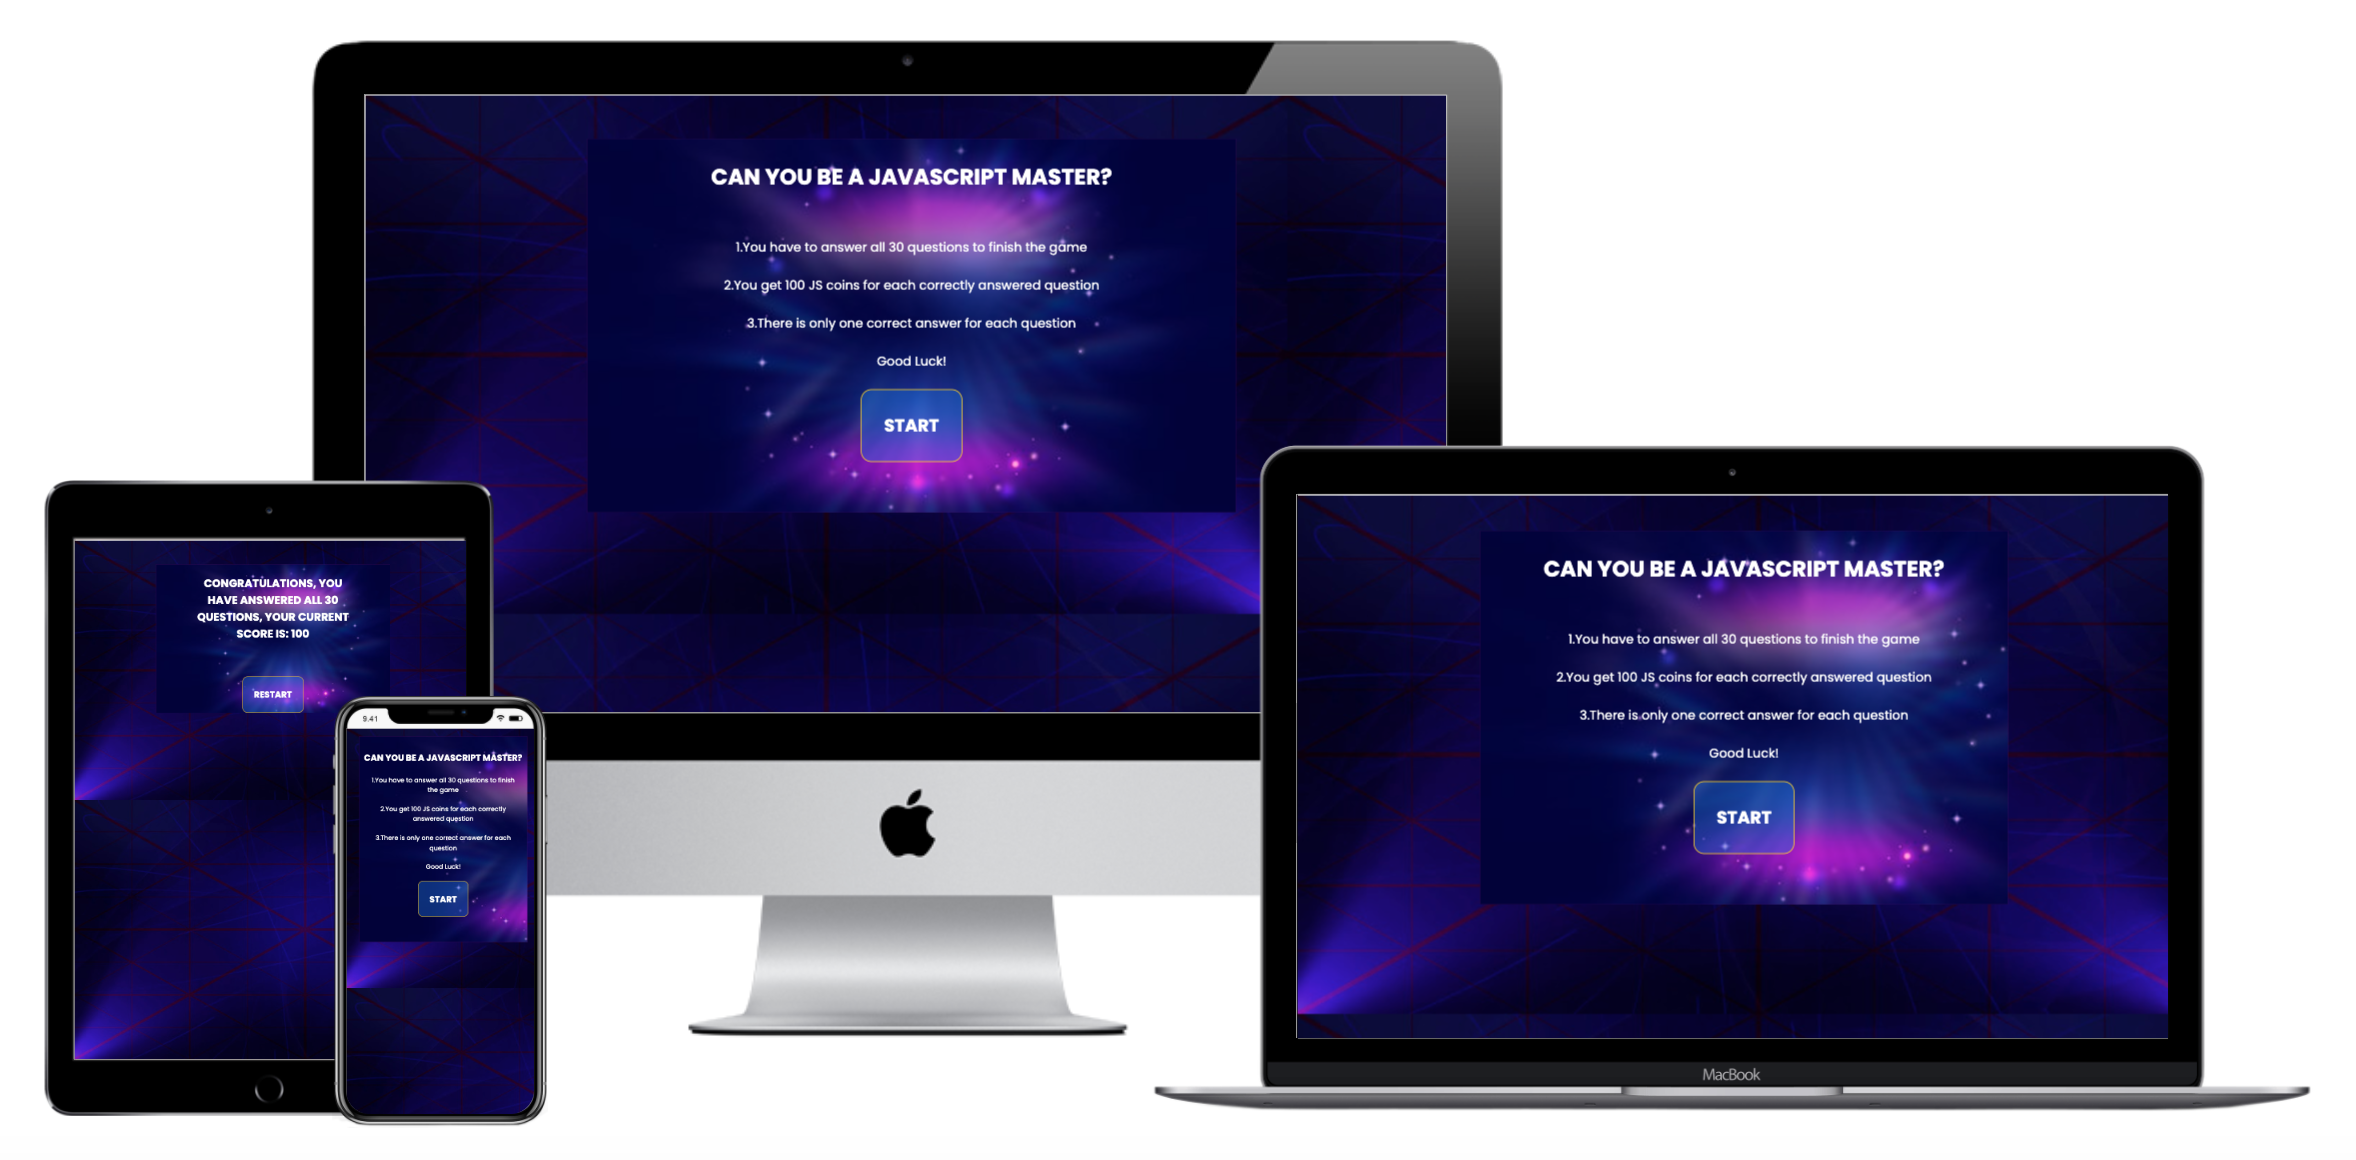 CAN YOU BE A JAVASCRIPT MASTER?
1.You have to answer all 30 questions to finish the game
2.You get 100 JS coins for each correctly answered question
3.There is only one correct answer for each question
Good Luck!
START
CONGRATULATIONS, YOU
HAVE ANSWERED ALL 30
QUESTIONS, YOUR CURRENT
SCORE IS: 100
RESTART
9.41
CAN YOU BE A JAVASCRIPT MASTER?
1.You have to answer all 30 questions to finish
the game
2.You get 100 JS coins for each correctly
answered question
3.There is only one correct answer for each
question
Good Luck!
START
CAN YOU BE A JAVASCRIPT MASTER?
1.You have to answer all 30 questions to finish the game
2.You get 100 JS coins for each correctly answered question
3.There is only one correct answer for each question
Good Luck!
START
MacBook